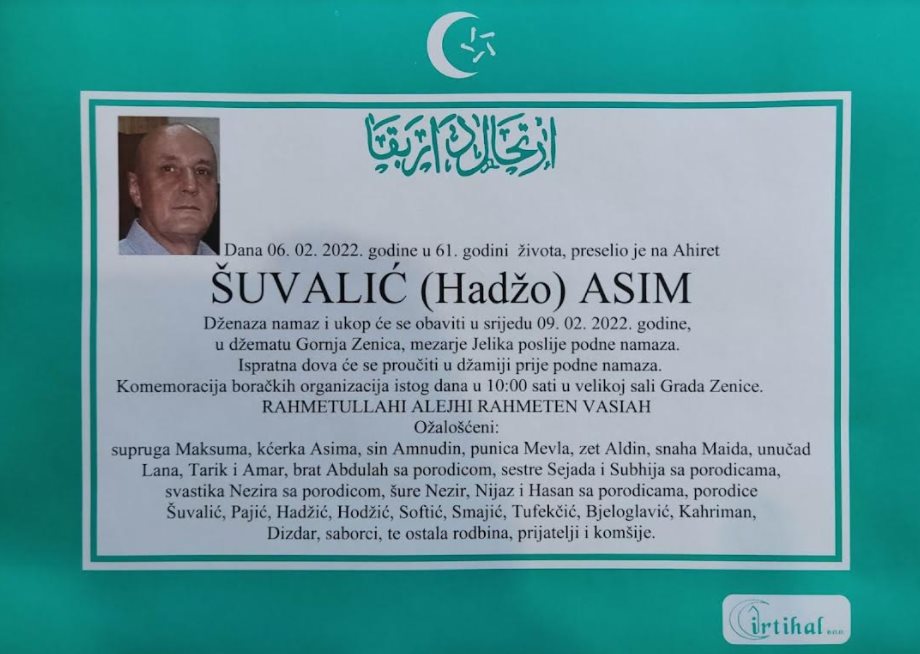 إرتحال دار بقا
Dana 06. 02. 2022. godine u 61. godini života, preselio je na Ahiret
ŠUVALIĆ (Hadžo) ASIM
Dženaza namaz i ukop će se obaviti u srijedu 09. 02. 2022. godine,
u džematu Gornja Zenica, mezarje Jelika poslije podne namaza.
Ispratna dova će se proučiti u džamiji prije podne namaza.
Komemoracija boračkih organizacija istog dana u 10:00 sati u velikoj sali Grada Zenice.
RAHMETULLAHI ALEJHI RAHMETEN VASIAH
Ožalošćeni:
supruga Maksuma, kćerka Asima, sin Amnudin, punica Mevla, zet Aldin, snaha Maida, unučad
Lana, Tarik i Amar, brat Abdulah sa porodicom, sestre Sejada i Subhija sa porodicama,
svastika Nezira sa porodicom, šure Nezir, Nijaz i Hasan sa porodicama, porodice
Šuvalić, Pajić, Hadžić, Hodžić, Softić, Smajić, Tufekčić, Bjeloglavić, Kahriman,
Dizdar, saborci, te ostala rodbina, prijatelji i komšije.
îrtihal d.o.o.